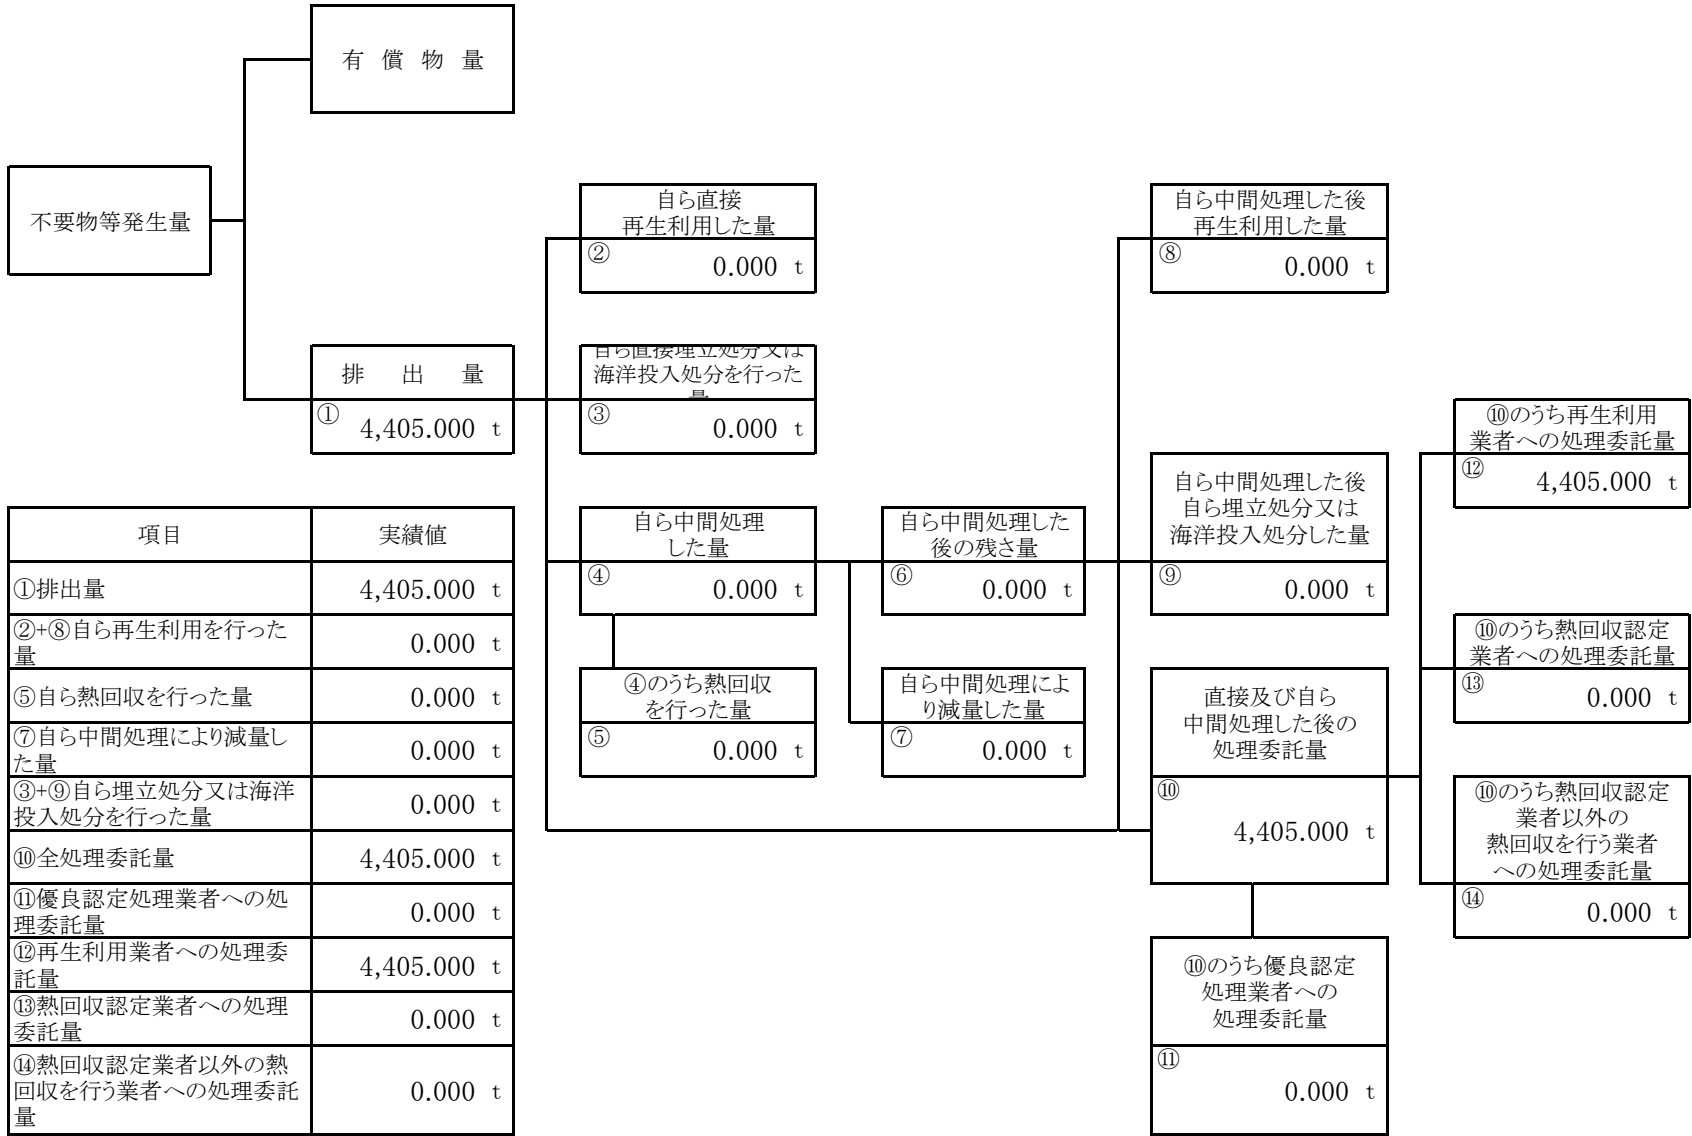 有償物量
不要物等発生量
排出量
①
4,405.000 t
自ら直接
再生利用した量
②
0.000 t
自ら直接埋立処分又は
海洋投入処分を行った
量
③
0.000 t
自ら中間処理
した量
④
0.000 t
④のうち熱回収
を行った量
⑤
0.000 t
自ら中間処理した
後の残さ量
⑥
0.000 t
自ら中間処理によ
り減量した量
⑦
0.000 t
自ら中間処理した後
再生利用した量
⑧
0.000 t
自ら中間処理した後
自ら埋立処分又は
海洋投入処分した量
⑨
0.000 t
直接及び自ら
中間処理した後の
処理委託量
⑩
4,405.000 t
⑩のうち優良認定
処理業者への
処理委託量
⑪
0.000 t
⑩のうち再生利用
業者への処理委託量
⑫
4,405.000 t
⑩のうち熱回収認定
業者への処理委託量
⑬
0.000 t
⑩のうち熱回収認定
業者以外の
熱回収を行う業者
への処理委託量
⑭
0.000 t
項目 実績値
①排出量 4,405.000 t
②+⑧自ら再生利用を行った
量 0.000 t
⑤自ら熱回収を行った量 0.000 t
⑦自ら中間処理により減量し
た量 0.000 t
③+⑨自ら埋立処分又は海洋
投入処分を行った量 0.000 t
⑩全処理委託量 4,405.000 t
⑪優良認定処理業者への処
理委託量 0.000 t
⑫再生利用業者への処理委
託量 4,405.000 t
⑬熱回収認定業者への処理
委託量 0.000 t
⑭熱回収認定業者以外の熱
回収を行う業者への処理委託
量 0.000 t